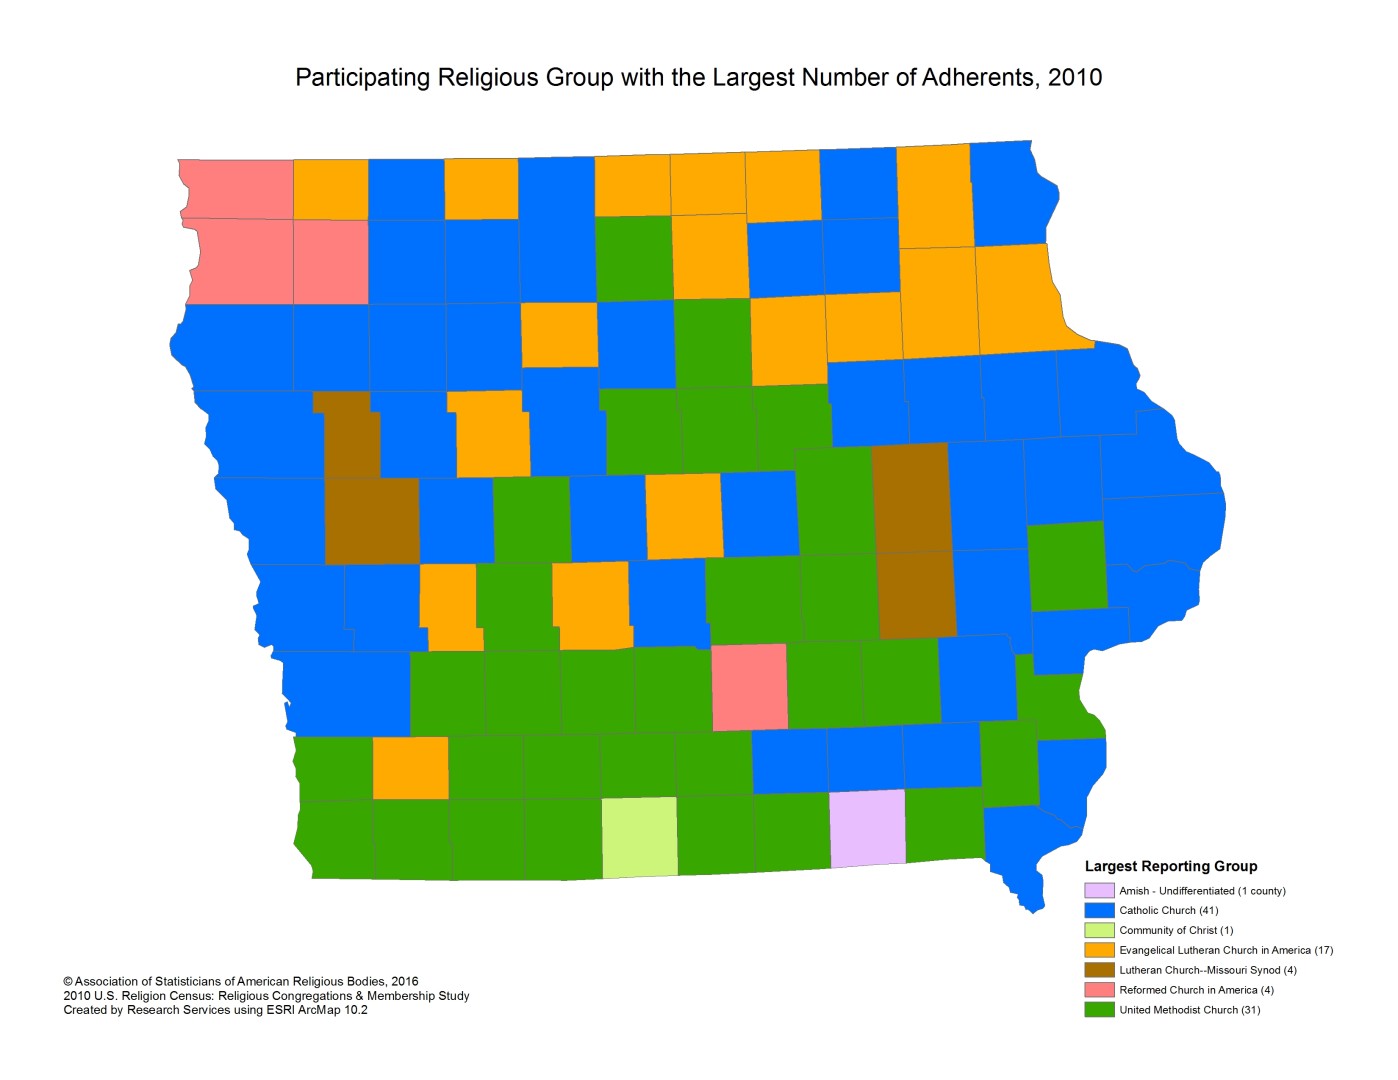 Participating Religious Group with the Largest Number of Adherents, 2010
Largest Reporting Group
Amish - Undifferentiated (1 county)
Catholic Church (41)
Community of Christ (1)
Evangelical Lutheran Church in America (17)
Lutheran Church--Missouri Synod (4)
Reformed Church in America (4)
United Methodist Church (31)
© Association of Statisticians of American Religious Bodies, 2016
2010 U.S. Religion Census: Religious Congregations & Membership Study
Created by Research Services using ESRI ArcMap 10.2